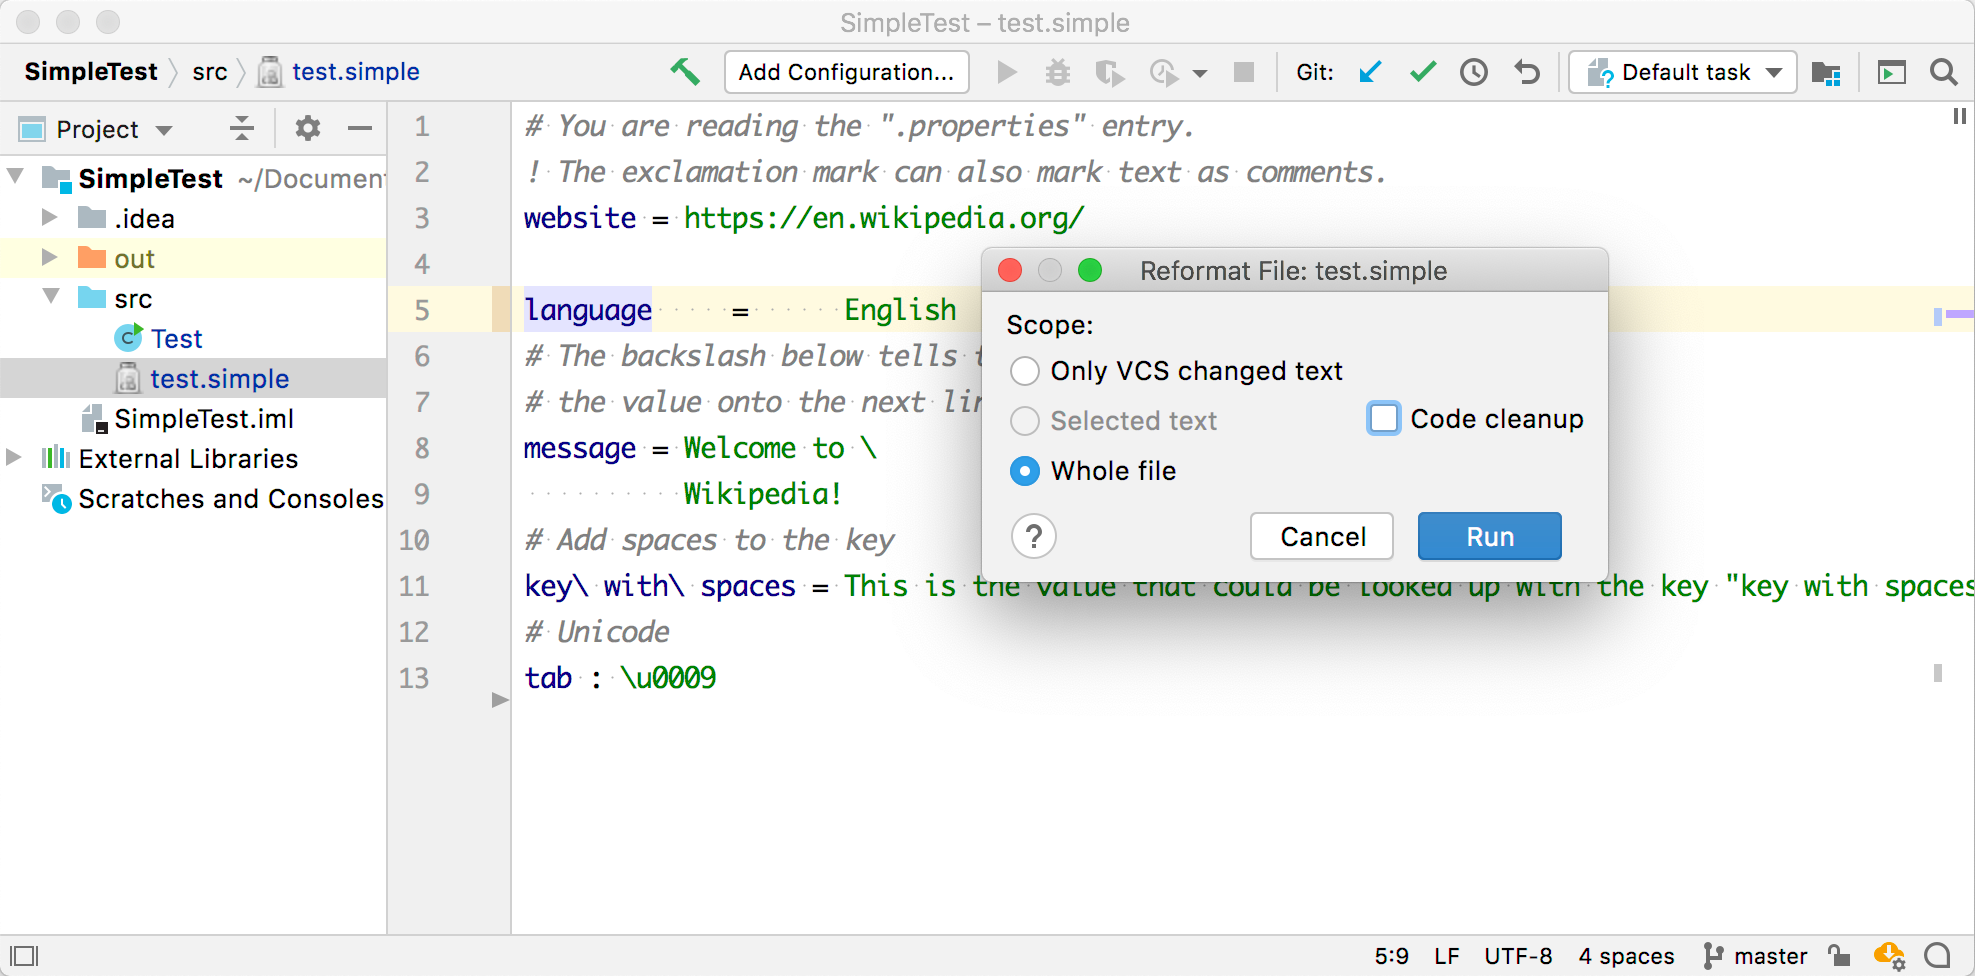 SimpleTest – test.simple
SimpleTest src test.simple
Add Configuration...
Git:
Default task
Project
SimpleTest ~/Document
.idea
out
src
Test
test.simple
SimpleTest.iml
External Libraries
Scratches and Consoles
1 # You are reading the ".properties" entry.
2 ! The exclamation mark can also mark text as comments.
3 website = https://en.wikipedia.org/
4
5 language = English
6 # The backslash below tells
7 # the value onto the next
8 message = Welcome to \
9 Wikipedia!
10 # Add spaces to the key
11 key\ with\ spaces = This is the value that could be looked up with the key "key with spaces
12 # Unicode
13 tab : \u0009
Reformat File: test.simple
Scope:
Only VCS changed text
Selected text
Code cleanup
Whole file
?
Cancel
Run
5:9 LF UTF-8 4 spaces master